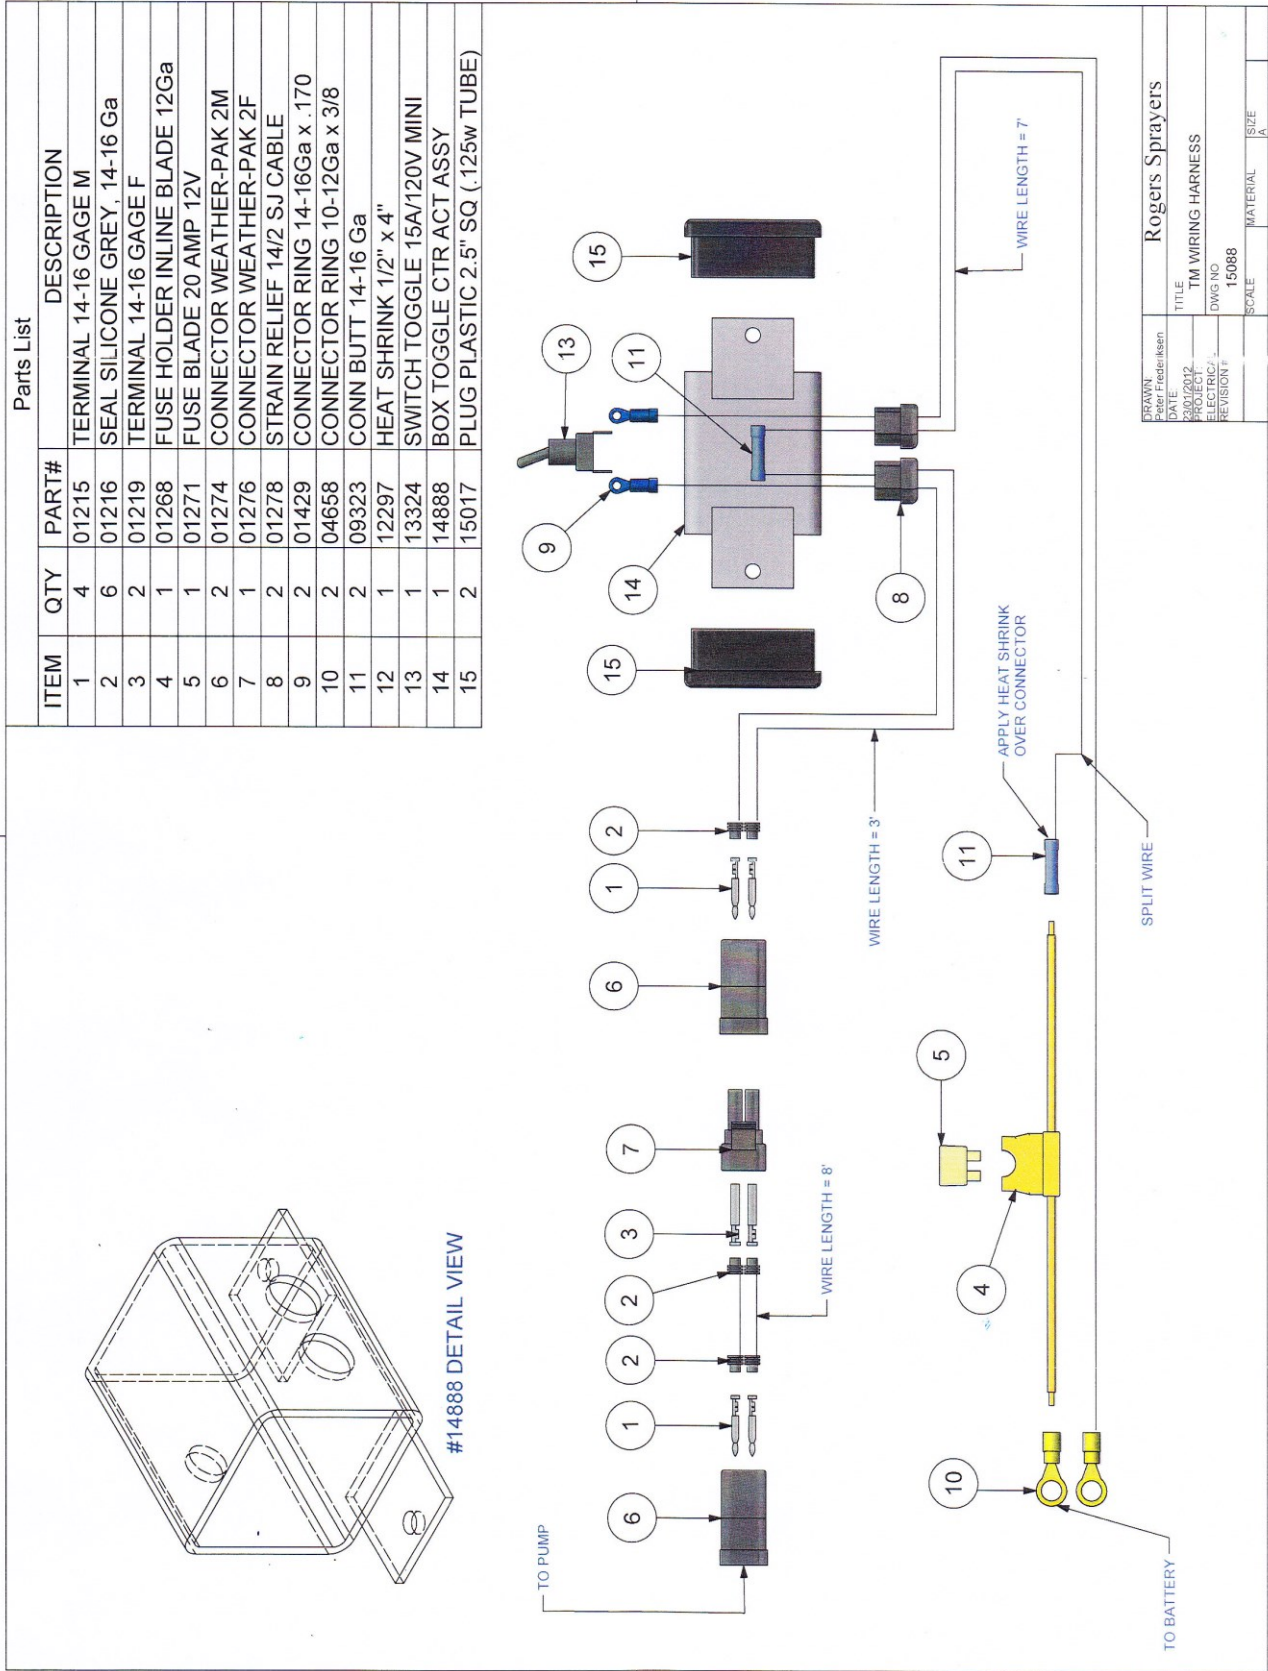 Parts List
ITEM QTY PART# DESCRIPTION
1 4 01215 TERMINAL 14-16 GAGE M
2 6 01216 SEAL SILICONE GREY, 14-16 Ga
3 2 01219 TERMINAL 14-16 GAGE F
4 1 01268 FUSE HOLDER INLINE BLADE 12Ga
5 1 01271 FUSE BLADE 20 AMP 12V
6 2 01274 CONNECTOR WEATHER-PAK 2M
7 1 01276 CONNECTOR WEATHER-PAK 2F
8 2 01278 STRAIN RELIEF 14/2 SJ CABLE
9 2 01429 CONNECTOR RING 14-16Ga x .170
10 2 04658 CONNECTOR RING 10-12Ga x 3/8
11 2 09323 CONN BUTT 14-16 Ga
12 1 12297 HEAT SHRINK 1/2" x 4"
13 1 13324 SWITCH TOGGLE 15A/120V MINI
14 1 14888 BOX TOGGLE CTR ACT ASSY
15 2 15017 PLUG PLASTIC 2.5" SQ (.125w TUBE)
#14888 DETAIL VIEW
TO PUMP
6
1
2
2
3
7
6
1
2
15
14
9
13
11
15
8
WIRE LENGTH = 8'
WIRE LENGTH = 3'
WIRE LENGTH = 7'
5
4
10
11
APPLY HEAT SHRINK
OVER CONNECTOR
SPLIT WIRE
TO BATTERY
DRAWN:
Peter Frederiksen
DATE
23/01/2012
PROJECT:
ELECTRICAL
REVISION #
Rogers Sprayers
TITLE
TM WIRING HARNESS
DWG NO
15088
SCALE
MATERIAL
SIZE
A